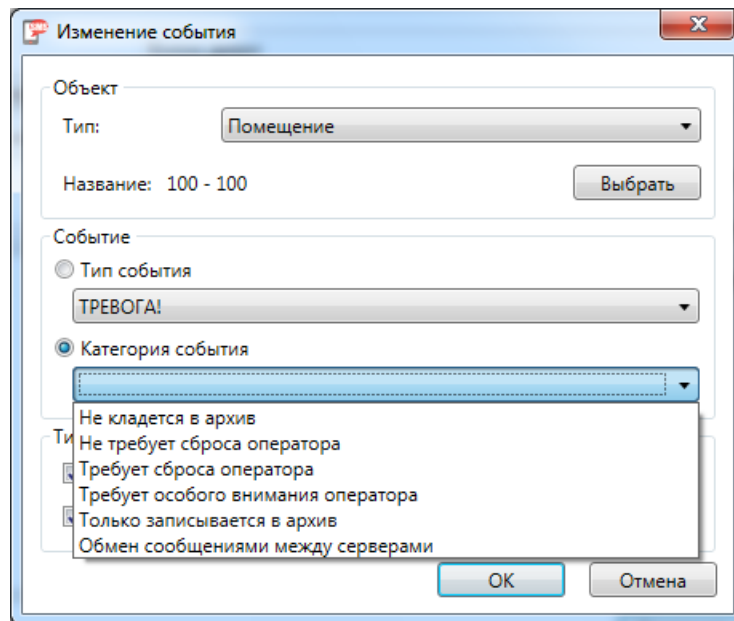 Изменение события
Объект
Тип: Помещение
Название: 100 - 100 Выбрать
Событие
Тип события
ТРЕВОГА!
Категория события
Не кладется в архив
Не требует сброса оператора
Требует сброса оператора
Требует особого внимания оператора
Только записывается в архив
Обмен сообщениями между серверами
OK Отмена